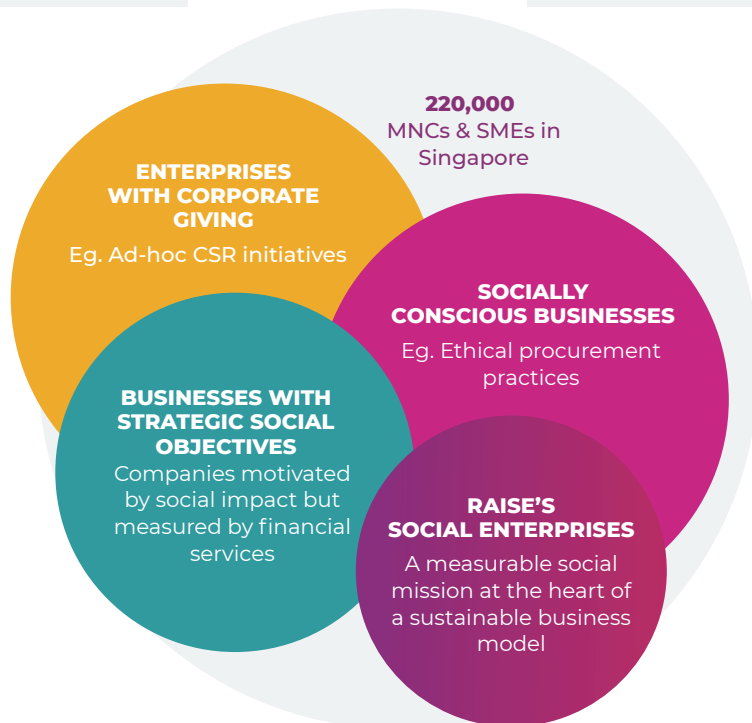 220,000
MNCs & SMEs in
Singapore
ENTERPRISES
WITH CORPORATE
GIVING
Eg. Ad-hoc CSR initiatives
SOCIALLY
CONSCIOUS BUSINESSES
Eg. Ethical procurement
practices
BUSINESSES WITH
STRATEGIC SOCIAL
OBJECTIVES
Companies motivated
by social impact but
measured by financial
services
RAISE’S
SOCIAL ENTERPRISES
A measurable social
mission at the heart of
a sustainable business
model